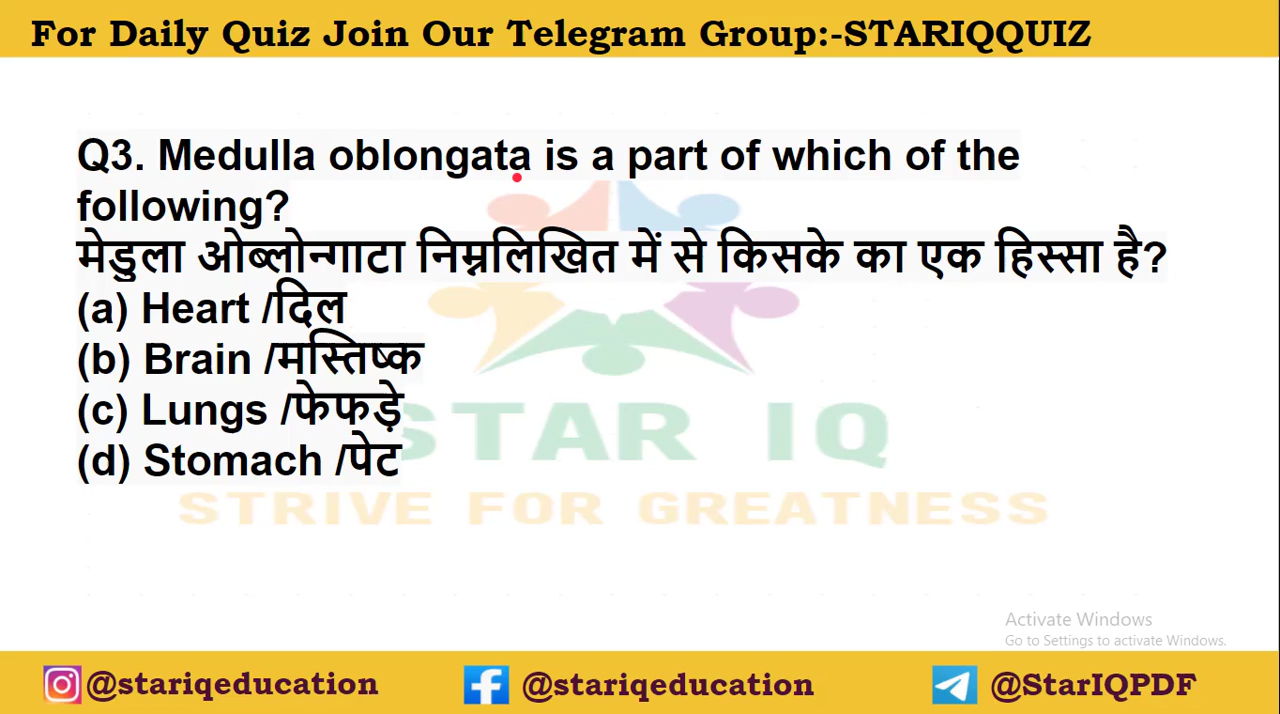 For Daily Quiz Join Our Telegram Group:-STARIQQUIZ
Q3. Medulla oblongata is a part of which of the
following?
मेडुला ओब्लोन्गाटा निम्नलिखित में से किसके का एक हिस्सा है?
(a) Heart /दिल
(b) Brain /मस्तिष्क
(c) Lungs /फेफड़े
(d) Stomach /पेट
STAR IQ
STRIVE FOR GREATNESS
Activate Windows
Go to Settings to activate Windows.
@stariqeducation @stariqeducation @StarIQPDF